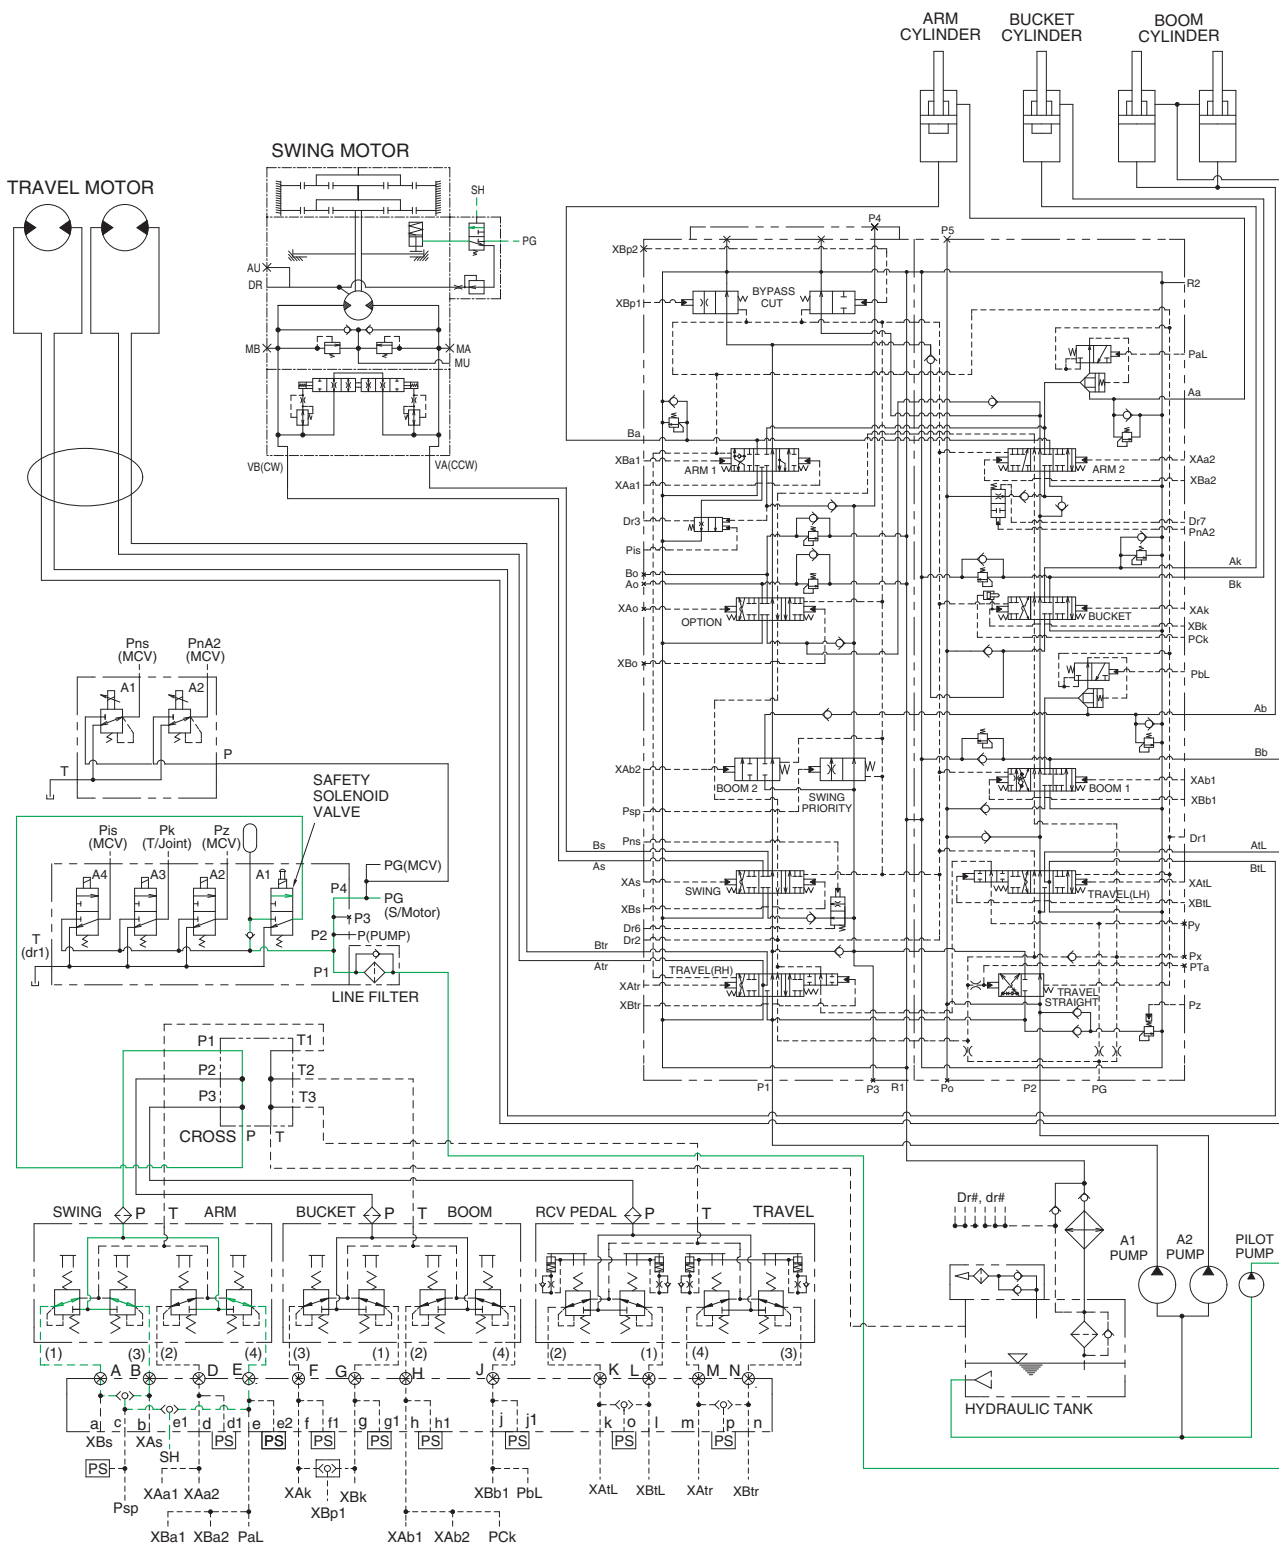 ARM
CYLINDER
BUCKET
CYLINDER
BOOM
CYLINDER
SWING MOTOR
TRAVEL MOTOR
SH
PG
AU
DR
MB
MA
MU
VB(CW)
VA(CCW)
P4
P5
XBp2
XBp1
BYPASS
CUT
R2
PaL
Aa
Ba
XBa1
ARM 1
XAa1
ARM 2
XAa2
XBa2
Dr3
Pis
Dr7
PnA2
Bo
Ao
Ak
Bk
XAo
OPTION
XBo
BUCKET
XAk
XBk
PCk
PbL
Ab
Bb
XAb2
BOOM 2
SWING
PRIORITY
Psp
BOOM 1
XAb1
XBb1
Pns
Dr1
Bs
As
AtL
BtL
XAs
SWING
XBs
Dr6
Dr2
TRAVEL(LH)
XAtL
XBtL
Py
Btr
Atr
TRAVEL(RH)
XAtr
XBtr
Px
PTa
TRAVEL
STRAIGHT
Pz
P1
P3
R1
Po
P2
PG
Pns
(MCV)
PnA2
(MCV)
A1
A2
P
T
SAFETY
SOLENOID
VALVE
Pis
(MCV)
Pk
(T/Joint)
Pz
(MCV)
A4
A3
A2
A1
T
(dr1)
P4
PG(MCV)
PG
(S/Motor)
P3
P2
P(PUMP)
P1
LINE FILTER
P1
T1
P2
T2
P3
T3
CROSS
P
T
SWING
P
T
ARM
BUCKET
P
T
BOOM
RCV PEDAL
P
T
TRAVEL
(1)
(3)
(2)
(4)
(3)
(1)
(2)
(4)
(2)
(1)
(4)
(3)
A
B
D
E
F
G
H
J
K
L
M
N
a
c
b
e1
d
d1
e
e2
f
f1
g
g1
h
h1
j
j1
k
o
l
m
p
n
XBs
XAs
SH
PS
PS
PS
PS
PS
PS
PS
PS
PS
Psp
XAa1
XAa2
XBa1
XBa2
PaL
XAk
XBp1
XBk
XAb1
XAb2
PCk
XBb1
PbL
XAtL
XBtL
XAtr
XBtr
Dr#, dr#
A1
PUMP
A2
PUMP
PILOT
PUMP
HYDRAULIC TANK